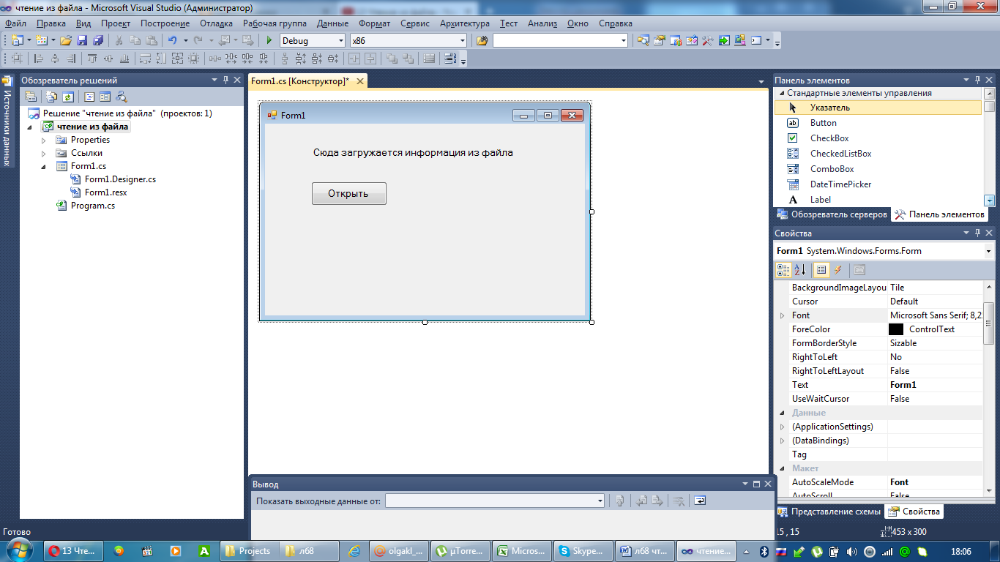 чтение из файла - Microsoft Visual Studio (Администратор)
Файл Правка Вид Проект Построение Отладка Рабочая группа Данные Формат Сервис Архитектура Тест Анализ Окно Справка
Debug x86
Источники данных
Обозреватель решений
Решение "чтение из файла" (проектов: 1)
чтение из файла
Properties
Ссылки
Form1.cs
Form1.Designer.cs
Form1.resx
Program.cs
Form1.cs [Конструктор]*
Form1
Сюда загружается информация из файла
Открыть
Вывод
Показать выходные данные от:
Панель элементов
Стандартные элементы управления
Указатель
Button
CheckBox
CheckedListBox
ComboBox
DateTimePicker
Label
Обозреватель серверов Панель элементов
Свойства
Form1 System.Windows.Forms.Form
BackgroundImageLayou Tile
Cursor Default
Font Microsoft Sans Serif; 8,2
ForeColor ControlText
FormBorderStyle Sizable
RightToLeft No
RightToLeftLayout False
Text Form1
UseWaitCursor False
Данные
(ApplicationSettings)
(DataBindings)
Tag
Макет
AutoScaleMode Font
AutoScroll False
Представление схемы Свойства
Готово
15 , 15 453 x 300
13 Чте... Projects л68 olgakl_... µTorre... Micros... Skype... л68 чт... чтение... 18:06